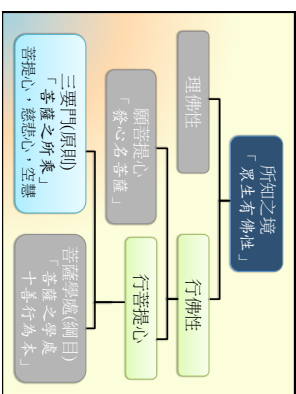 所知之境
「眾生有佛性」
理佛性
行佛性
願菩提心
「發心名菩薩」
行菩提心
三要門(原則)
「菩薩之所乘」
菩提心，慈悲心，空慧
菩薩學處(綱目)
「菩薩之學處
十善行為本」